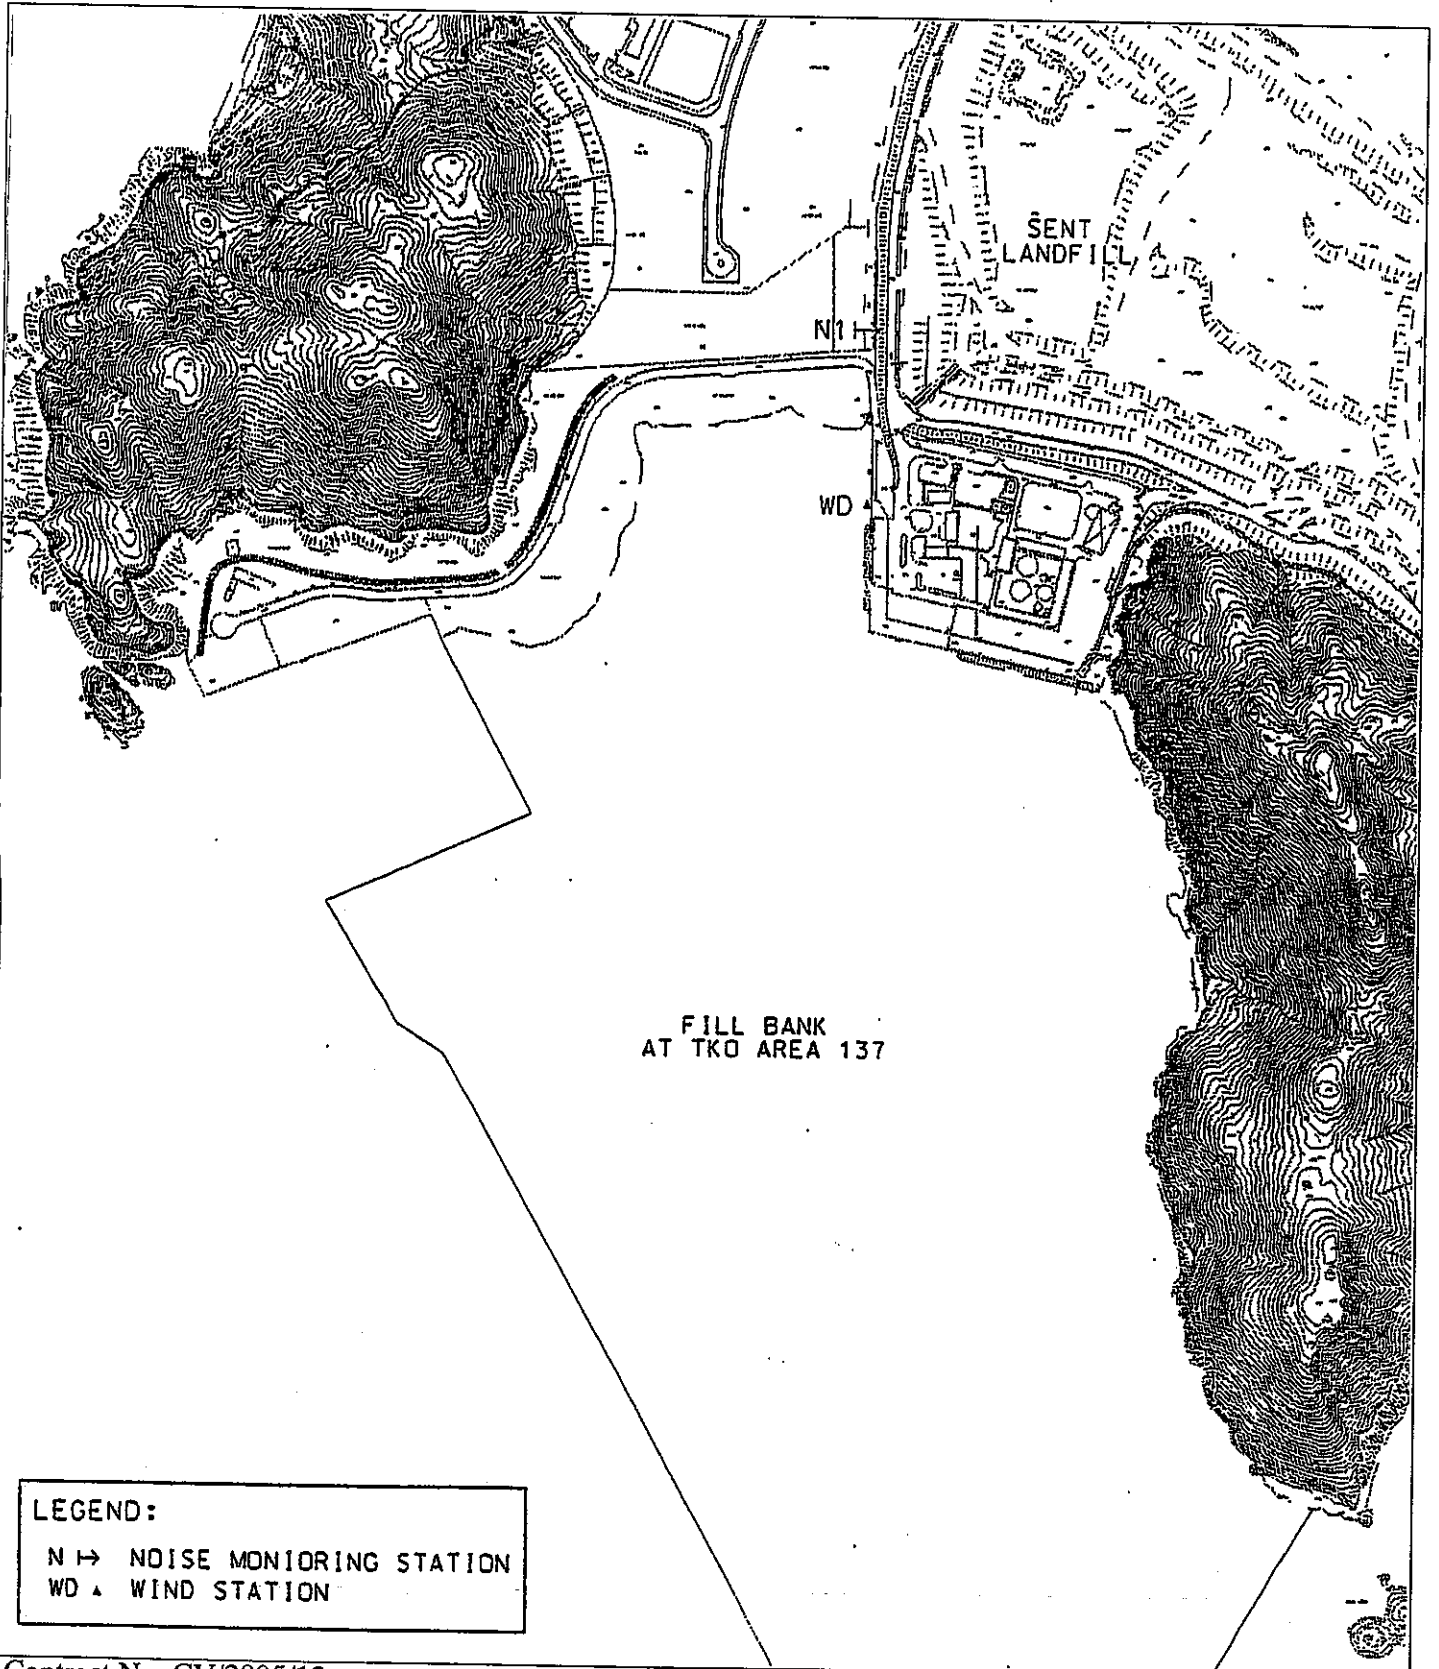 SENT
LANDFILL
N1
WD
FILL BANK
AT TKO AREA 137
LEGEND:
N ↦ NOISE MONIORING STATION
WD ▲ WIND STATION